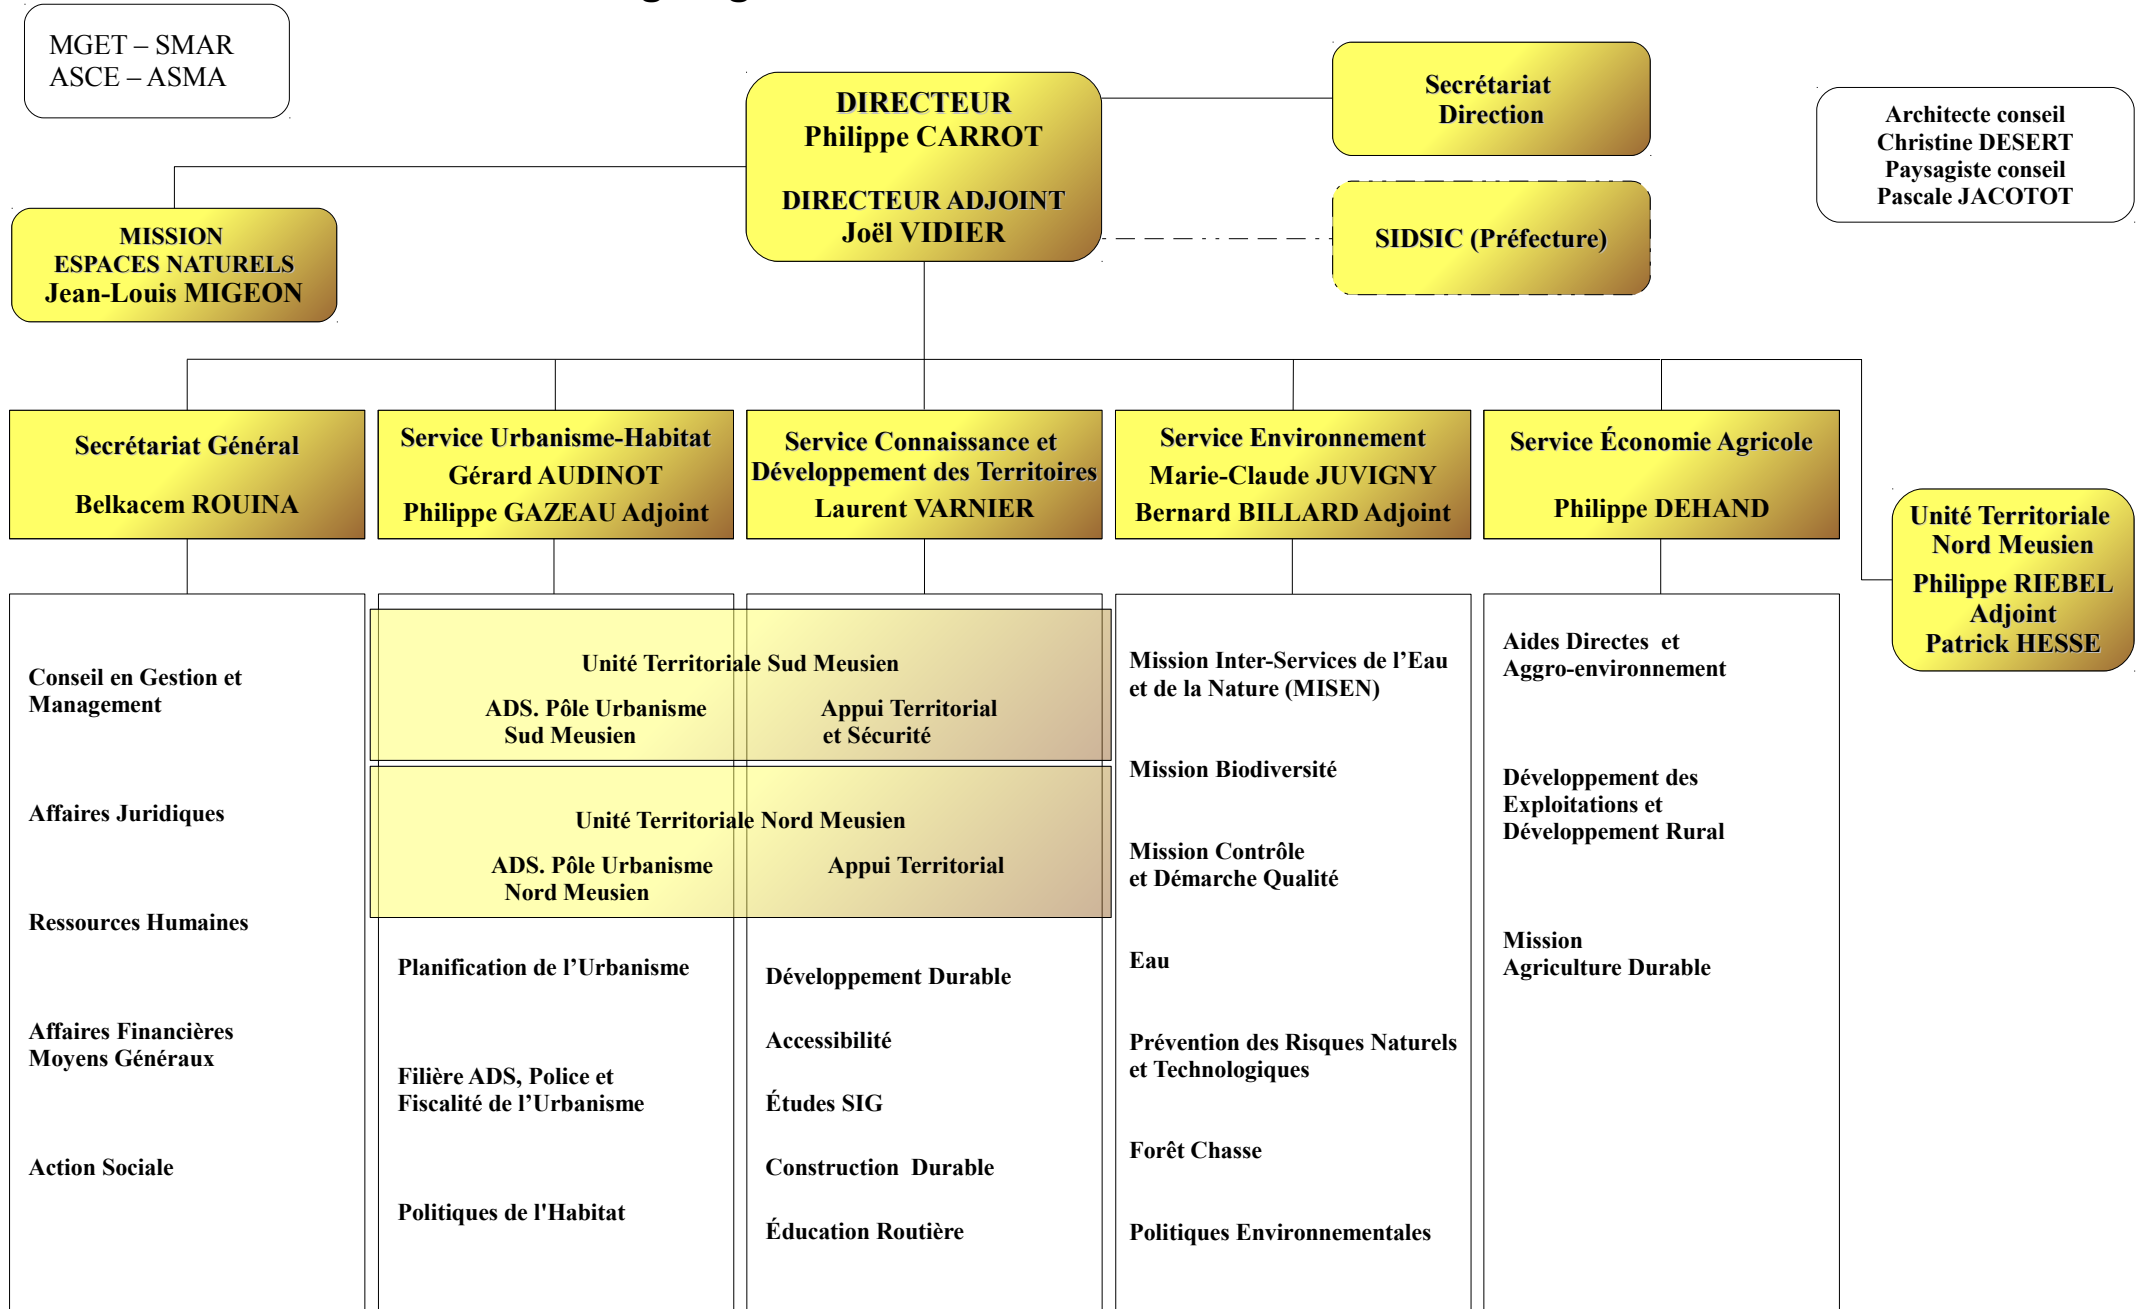 MGET – SMAR
ASCE – ASMA
DIRECTEUR
Philippe CARROT
DIRECTEUR ADJOINT
Joël VIDIER
Secrétariat
Direction
SIDSIC (Préfecture)
Architecte conseil
Christine DESERT
Paysagiste conseil
Pascale JACOTOT
MISSION
ESPACES NATURELS
Jean-Louis MIGEON
Secrétariat Général
Belkacem ROUINA
Service Urbanisme-Habitat
Gérard AUDINOT
Philippe GAZEAU Adjoint
Service Connaissance et
Développement des Territoires
Laurent VARNIER
Service Environnement
Marie-Claude JUVIGNY
Bernard BILLARD Adjoint
Service Économie Agricole
Philippe DEHAND
Unité Territoriale
Nord Meusien
Philippe RIEBEL
Adjoint
Patrick HESSE
Conseil en Gestion et
Management
Affaires Juridiques
Ressources Humaines
Affaires Financières
Moyens Généraux
Action Sociale
Unité Territoriale Sud Meusien
ADS. Pôle Urbanisme
Sud Meusien
Appui Territorial
et Sécurité
Unité Territoriale Nord Meusien
ADS. Pôle Urbanisme
Nord Meusien
Appui Territorial
Planification de l’Urbanisme
Filière ADS, Police et
Fiscalité de l’Urbanisme
Politiques de l'Habitat
Développement Durable
Accessibilité
Études SIG
Construction Durable
Éducation Routière
Mission Inter-Services de l’Eau
et de la Nature (MISEN)
Mission Biodiversité
Mission Contrôle
et Démarche Qualité
Eau
Prévention des Risques Naturels
et Technologiques
Forêt Chasse
Politiques Environnementales
Aides Directes et
Aggro-environnement
Développement des
Exploitations et
Développement Rural
Mission
Agriculture Durable